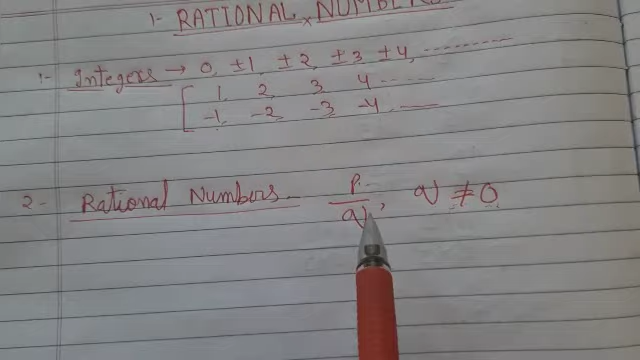 1- RATIONAL NUMBERS
1- Integers → 0, ±1, ±2, ±3, ±4, ..........
1, 2, 3, 4 ....
-1, -2, -3, -4, ——
2- Rational Numbers- p/q, q ≠ 0